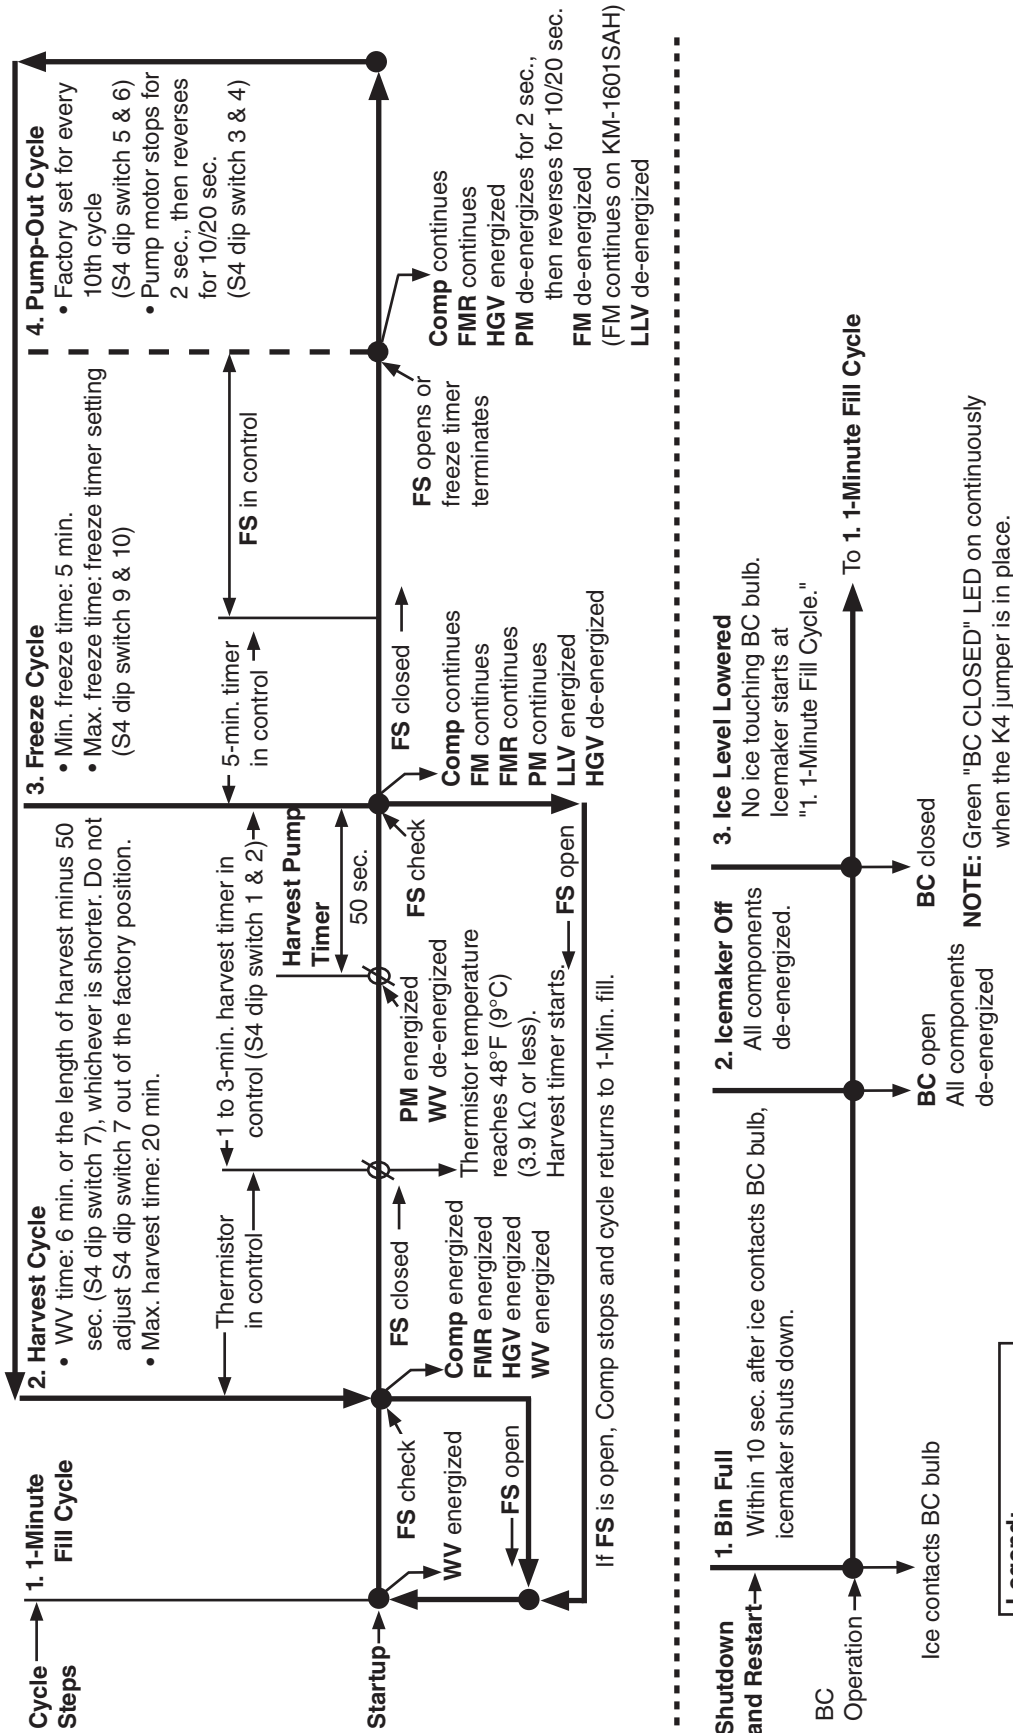 Cycle
Steps
1. 1-Minute
Fill Cycle
2. Harvest Cycle
• WV time: 6 min. or the length of harvest minus 50
sec. (S4 dip switch 7), whichever is shorter. Do not
adjust S4 dip switch 7 out of the factory position.
• Max. harvest time: 20 min.
3. Freeze Cycle
• Min. freeze time: 5 min.
• Max. freeze time: freeze timer setting
(S4 dip switch 9 & 10)
4. Pump-Out Cycle
• Factory set for every
10th cycle
(S4 dip switch 5 & 6)
• Pump motor stops for
2 sec., then reverses
for 10/20 sec.
(S4 dip switch 3 & 4)
Thermistor
in control
1 to 3-min. harvest timer in
control (S4 dip switch 1 & 2)
Harvest Pump
Timer
50 sec.
5-min. timer
in control
FS in control
Startup
WV energized
FS check
FS open
FS closed
Comp energized
FMR energized
HGV energized
WV energized
Thermistor temperature
reaches 48°F (9°C)
(3.9 kΩ or less).
Harvest timer starts.
PM energized
WV de-energized
FS check
FS open
FS closed
Comp continues
FM continues
FMR continues
PM continues
LLV energized
HGV de-energized
FS opens or
freeze timer
terminates
Comp continues
FMR continues
HGV energized
PM de-energizes for 2 sec.,
then reverses for 10/20 sec.
FM de-energized
(FM continues on KM-1601SAH)
LLV de-energized
If FS is open, Comp stops and cycle returns to 1-Min. fill.
Shutdown
and Restart
1. Bin Full
Within 10 sec. after ice contacts BC bulb,
icemaker shuts down.
2. Icemaker Off
All components
de-energized.
3. Ice Level Lowered
No ice touching BC bulb.
Icemaker starts at
"1. 1-Minute Fill Cycle."
To 1. 1-Minute Fill Cycle
BC
Operation
Ice contacts BC bulb
BC open
All components
de-energized
BC closed
NOTE: Green "BC CLOSED" LED on continuously
when the K4 jumper is in place.
Legend: